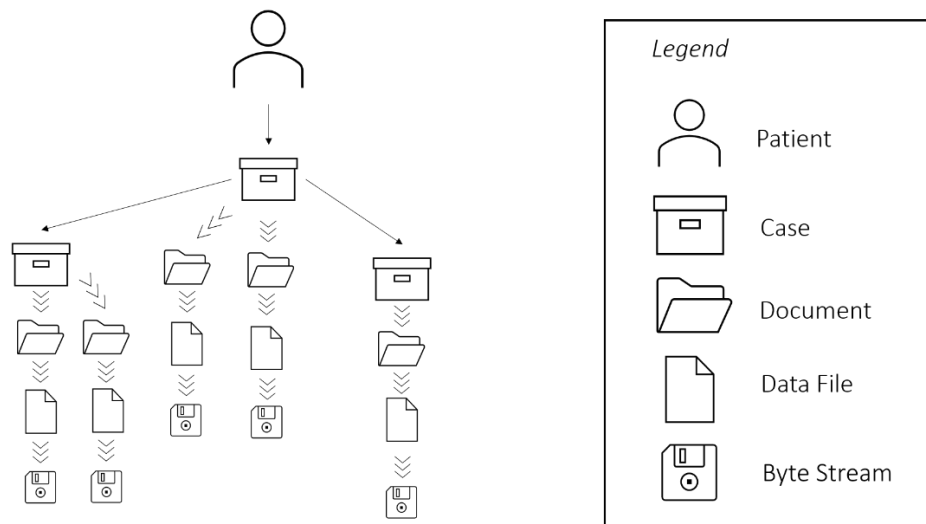 Legend
Patient
Case
Document
Data File
Byte Stream